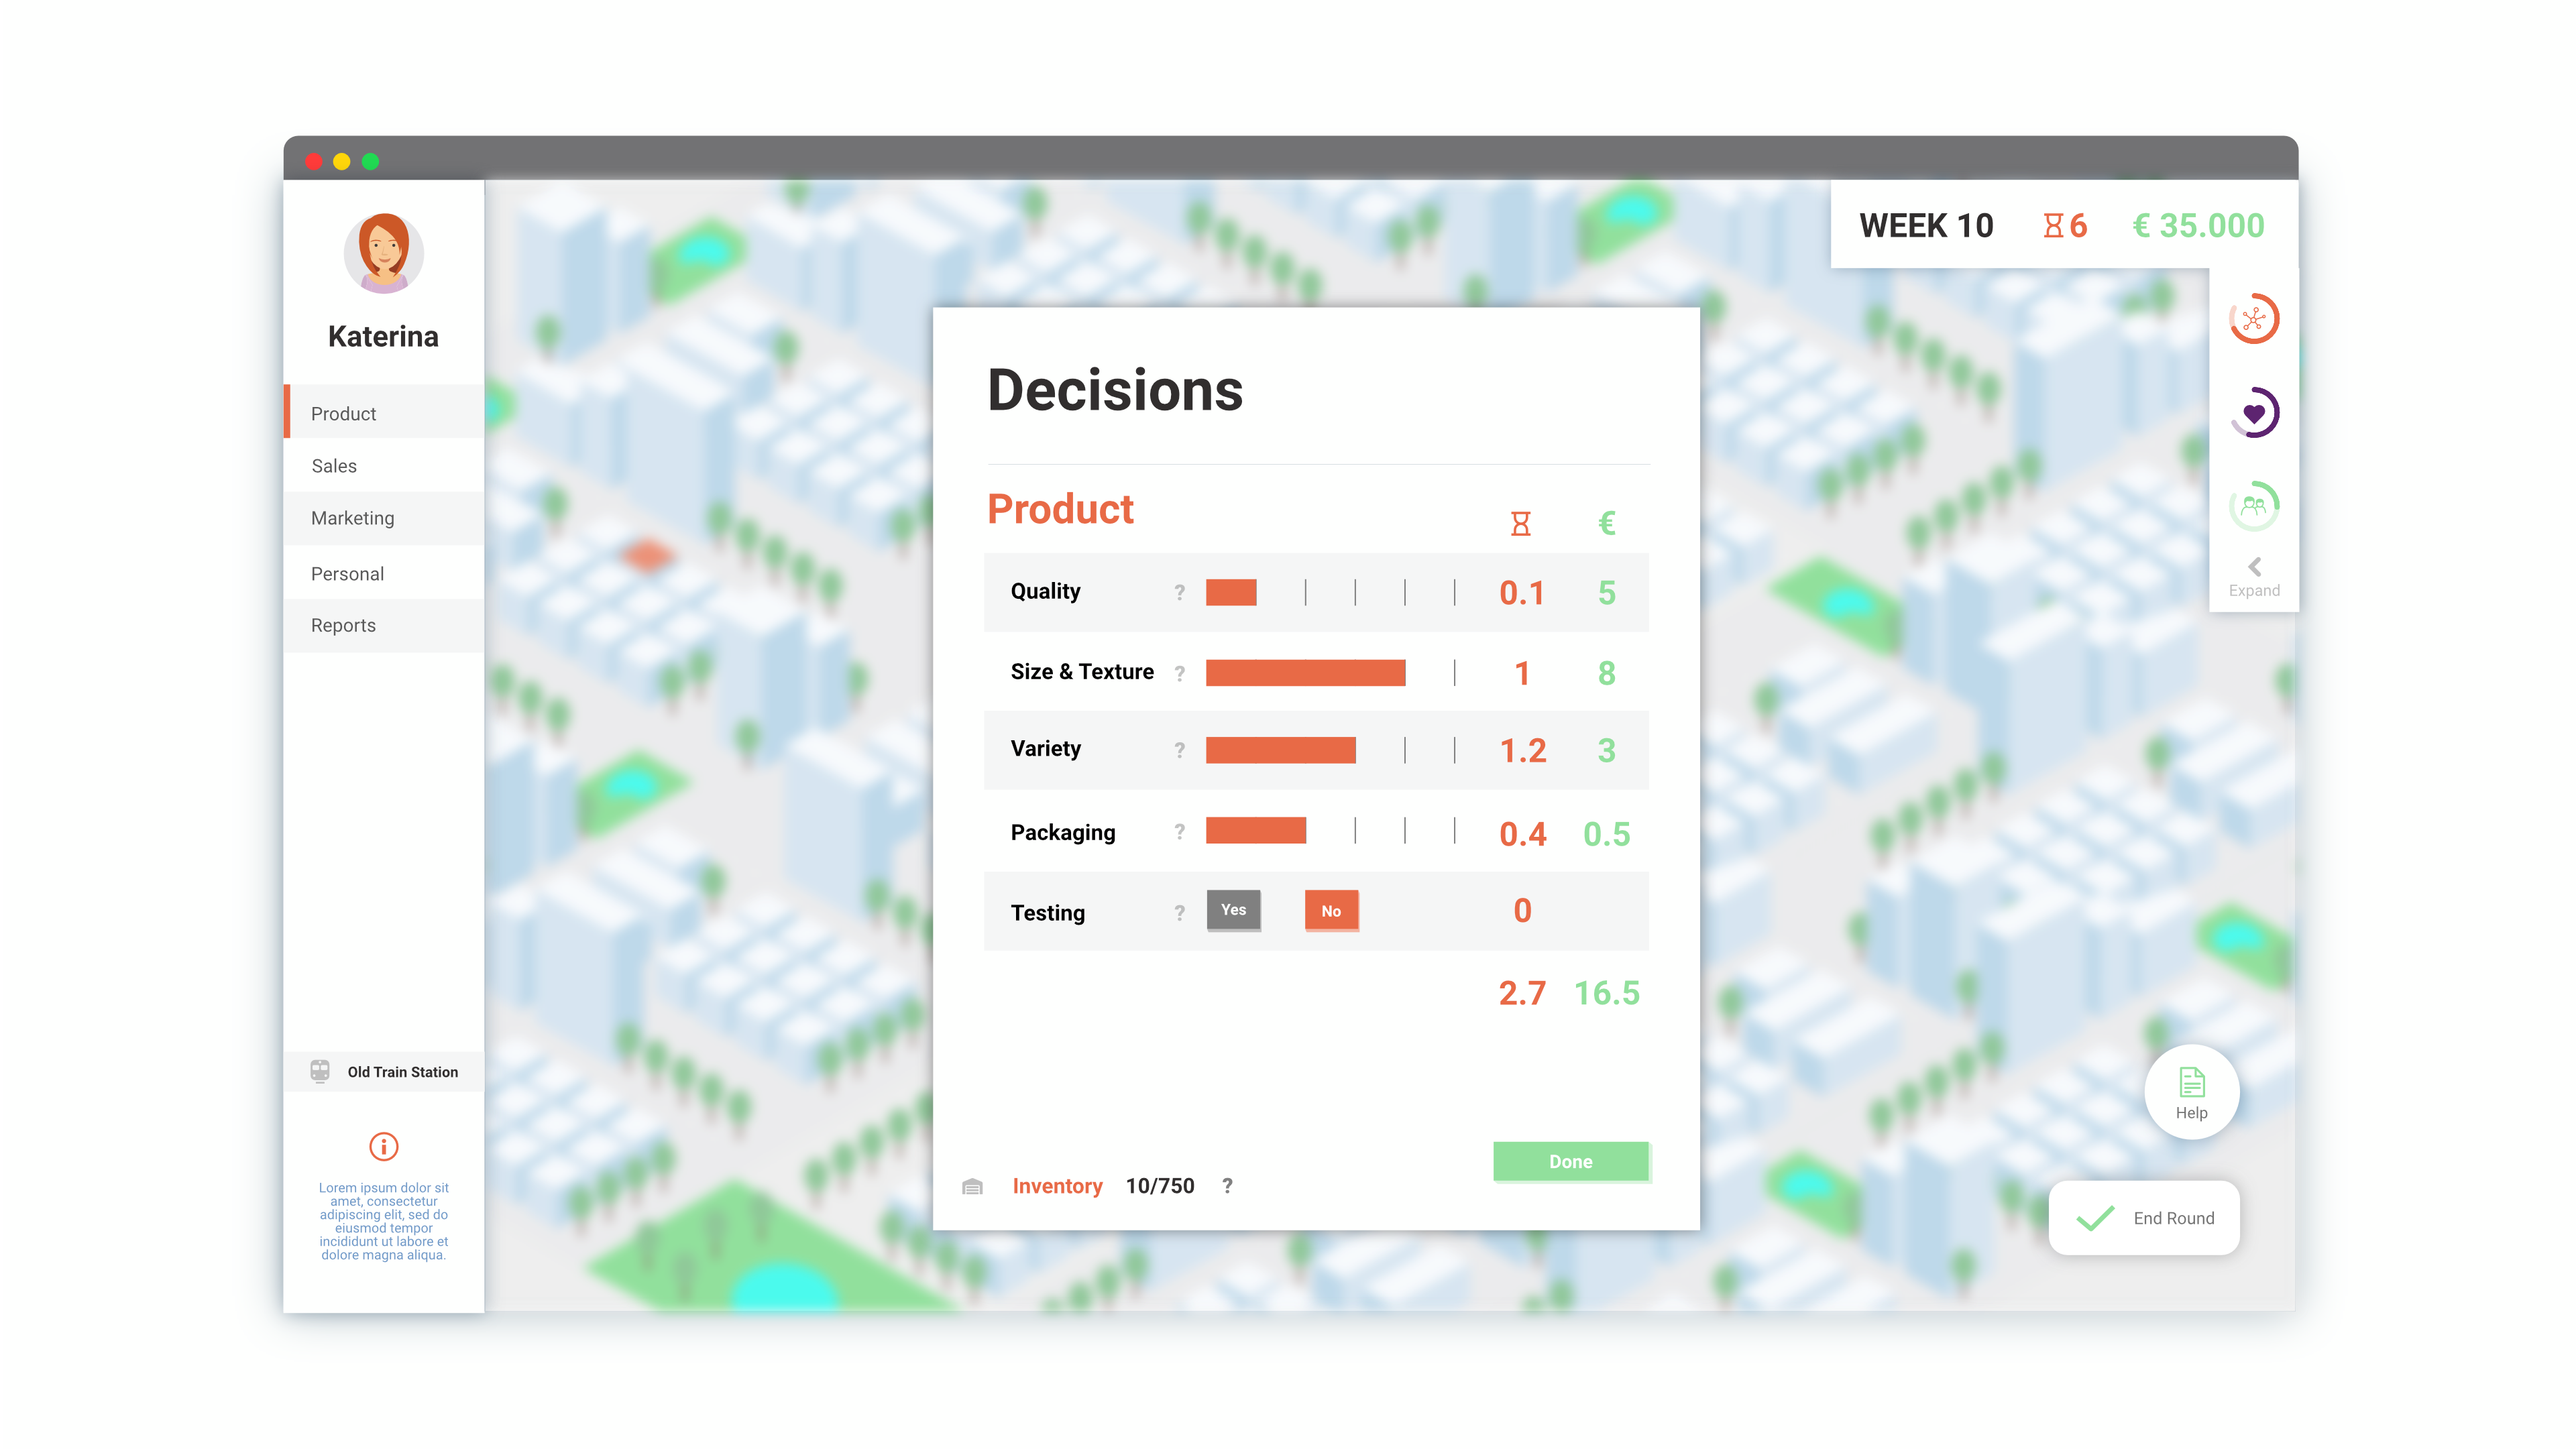 Katerina
Product
Sales
Marketing
Personal
Reports
Old Train Station
Lorem ipsum dolor sit
amet, consectetur
adipiscing elit, sed do
eiusmod tempor
incididunt ut labore et
dolore magna aliqua.
WEEK 10 6 € 35.000
Expand
Decisions
Product €
Quality ? 0.1 5
Size & Texture ? 1 8
Variety ? 1.2 3
Packaging ? 0.4 0.5
Testing ? Yes No 0
2.7 16.5
Done
Inventory 10/750 ?
Help
End Round